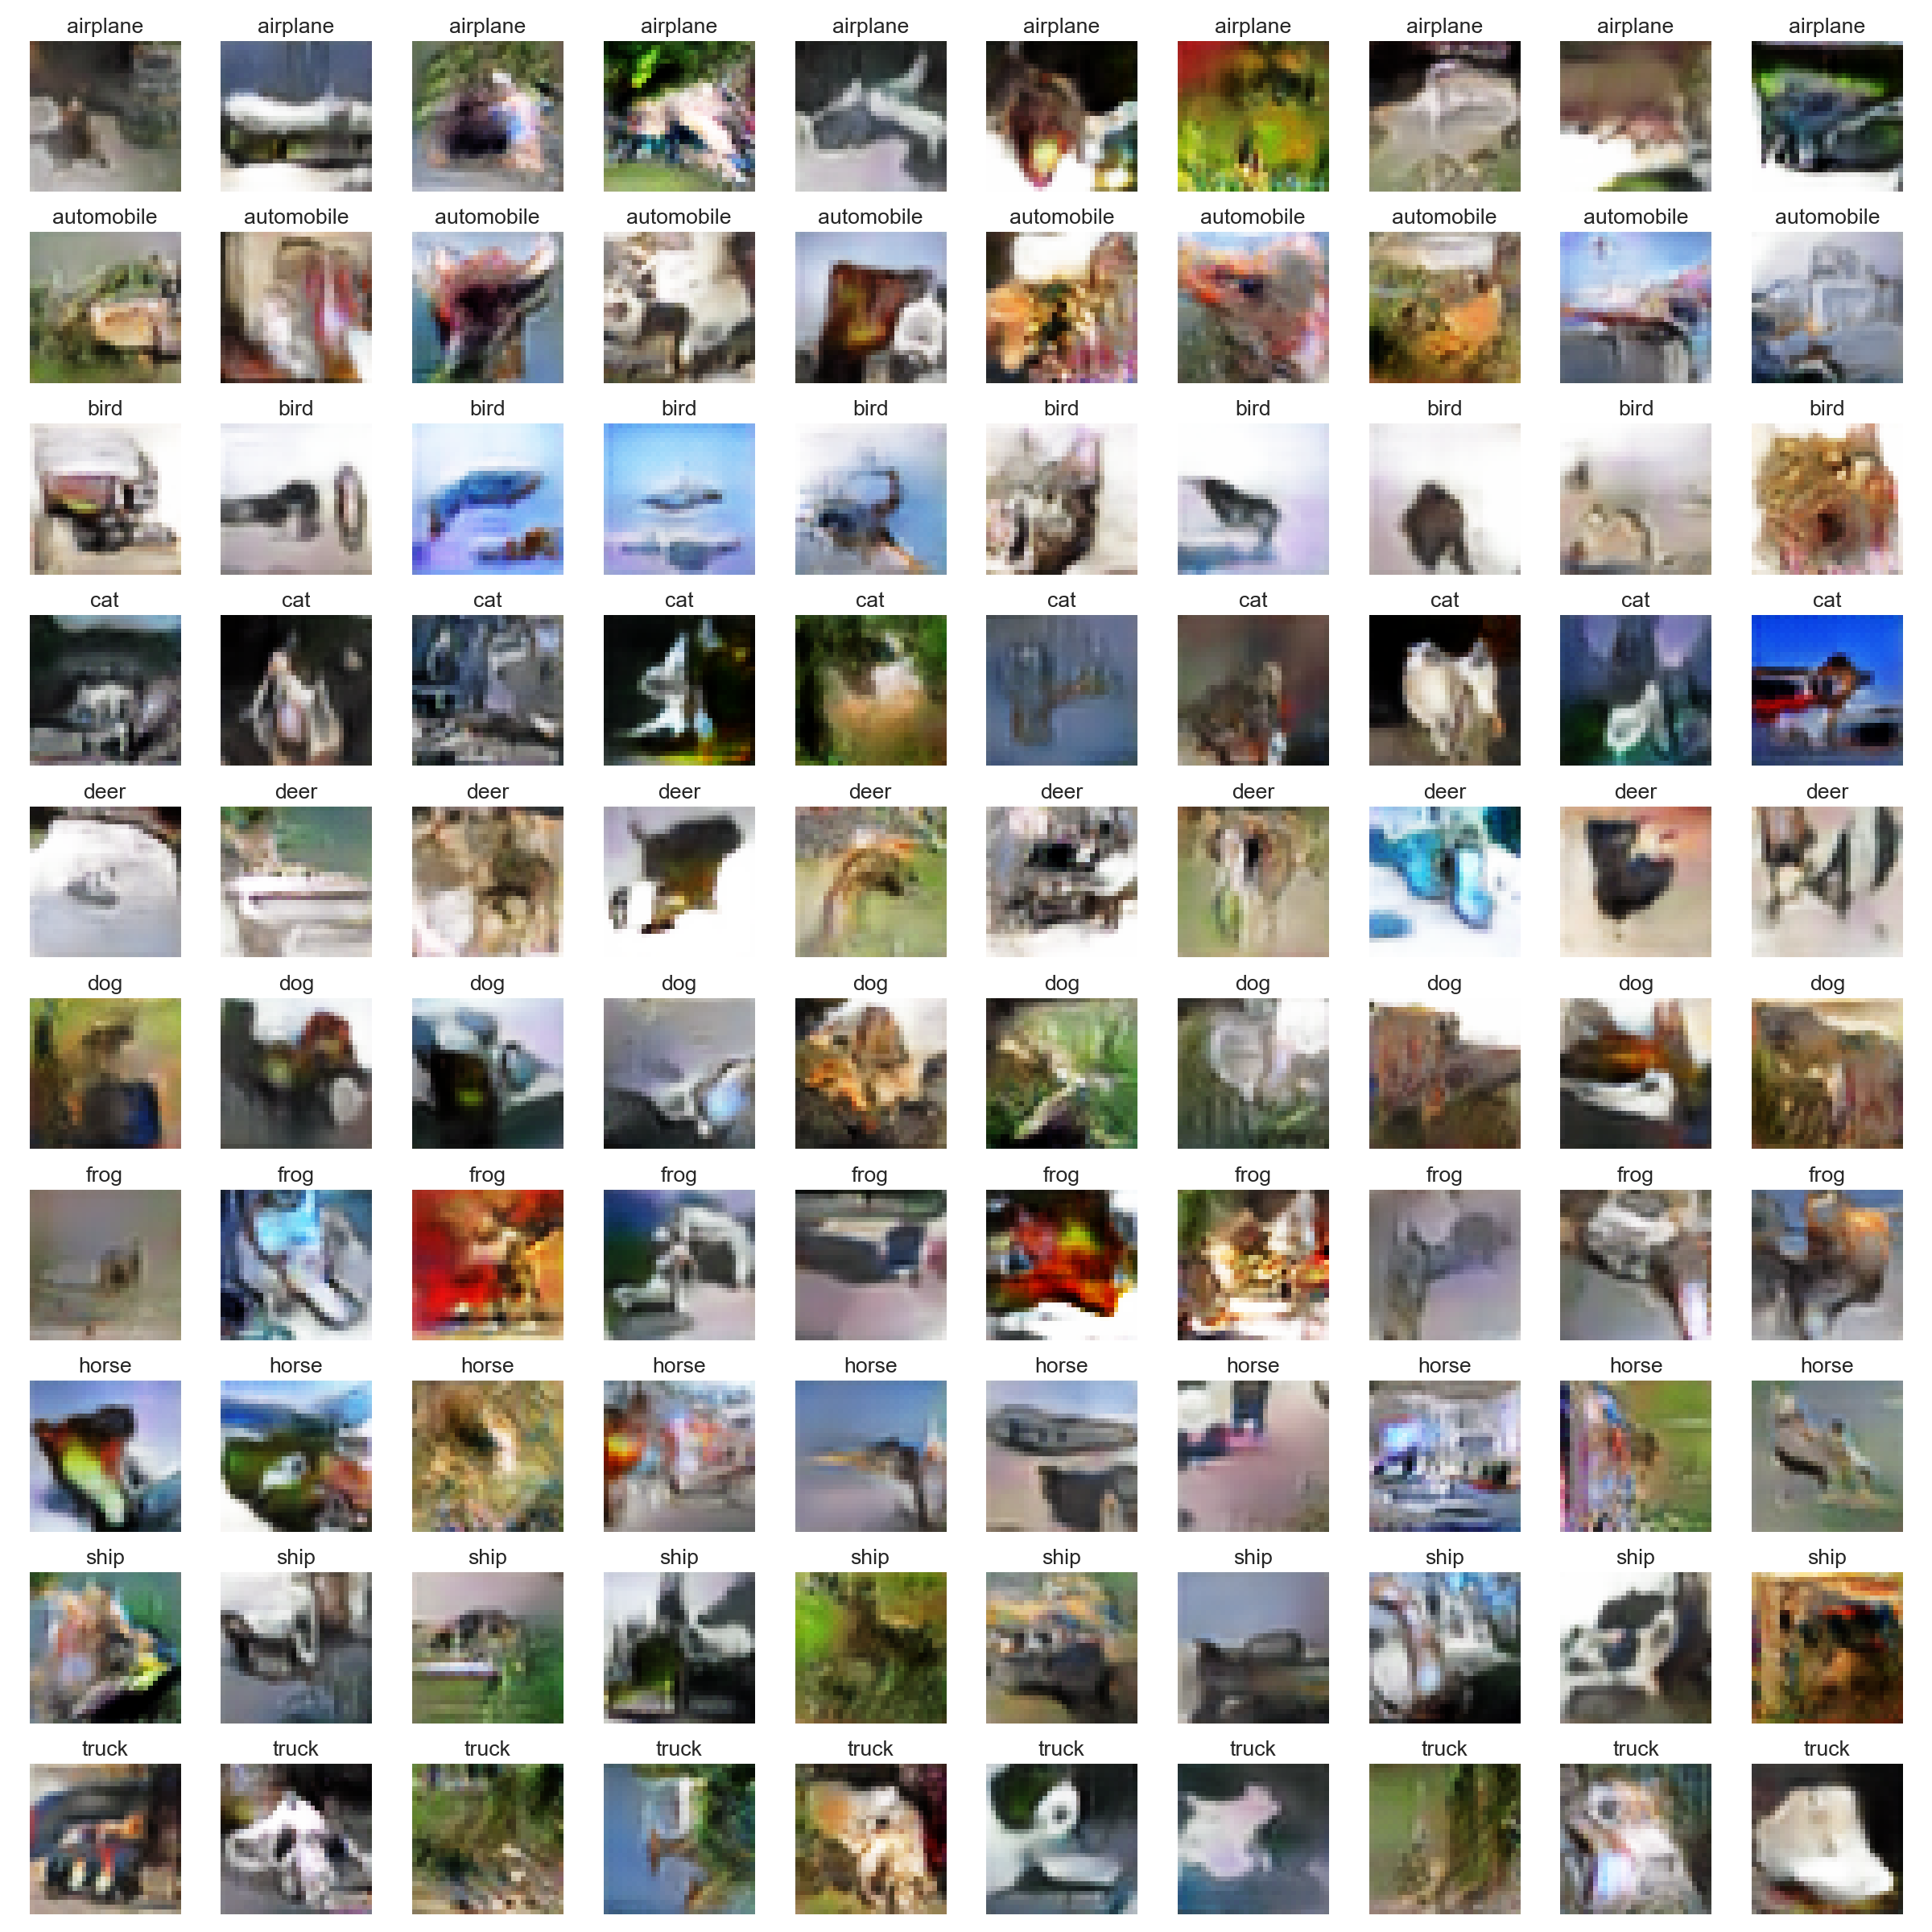 airplane airplane airplane airplane airplane airplane airplane airplane airplane airplane
automobile automobile automobile automobile automobile automobile automobile automobile automobile automobile
bird bird bird bird bird bird bird bird bird bird
cat cat cat cat cat cat cat cat cat cat
deer deer deer deer deer deer deer deer deer deer
dog dog dog dog dog dog dog dog dog dog
frog frog frog frog frog frog frog frog frog frog
horse horse horse horse horse horse horse horse horse horse
ship ship ship ship ship ship ship ship ship ship
truck truck truck truck truck truck truck truck truck truck